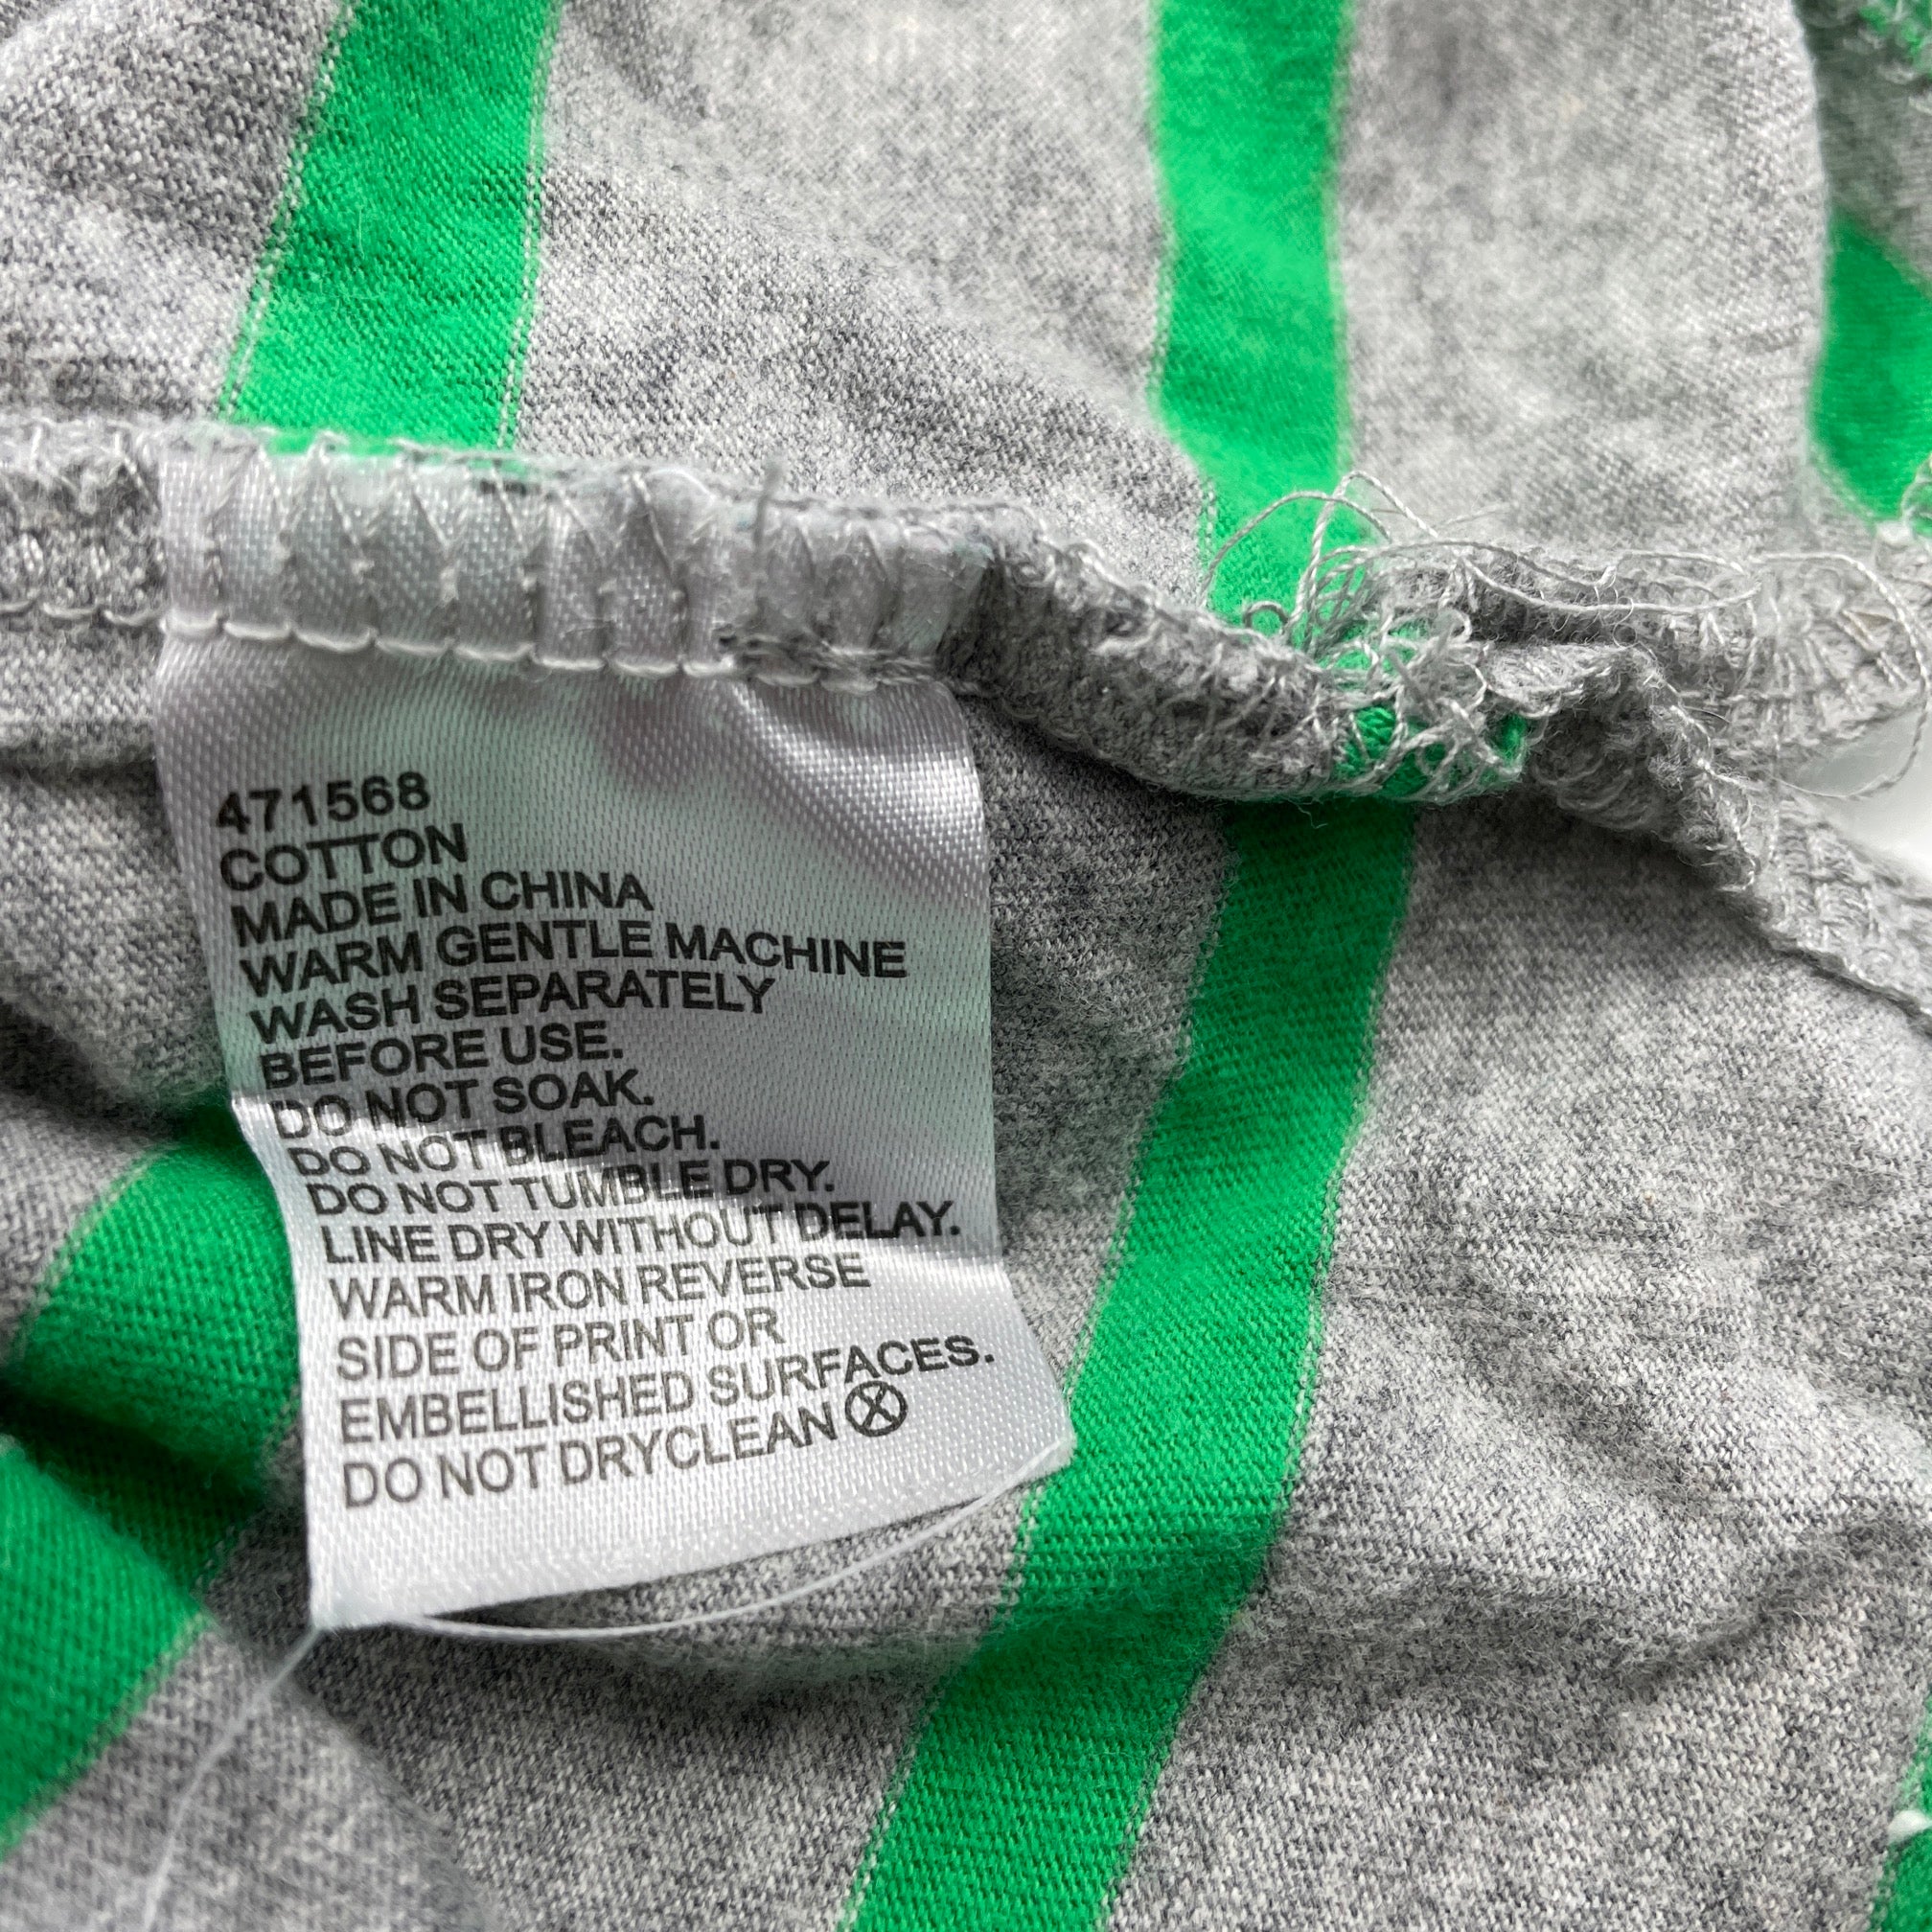 471568
COTTON
MADE IN CHINA
WARM GENTLE MACHINE
WASH SEPARATELY
BEFORE USE.
DO NOT SOAK.
DO NOT BLEACH.
DO NOT TUMBLE DRY.
LINE DRY WITHOUT DELAY.
WARM IRON REVERSE
SIDE OF PRINT OR
EMBELLISHED SURFACES.
DO NOT DRYCLEAN